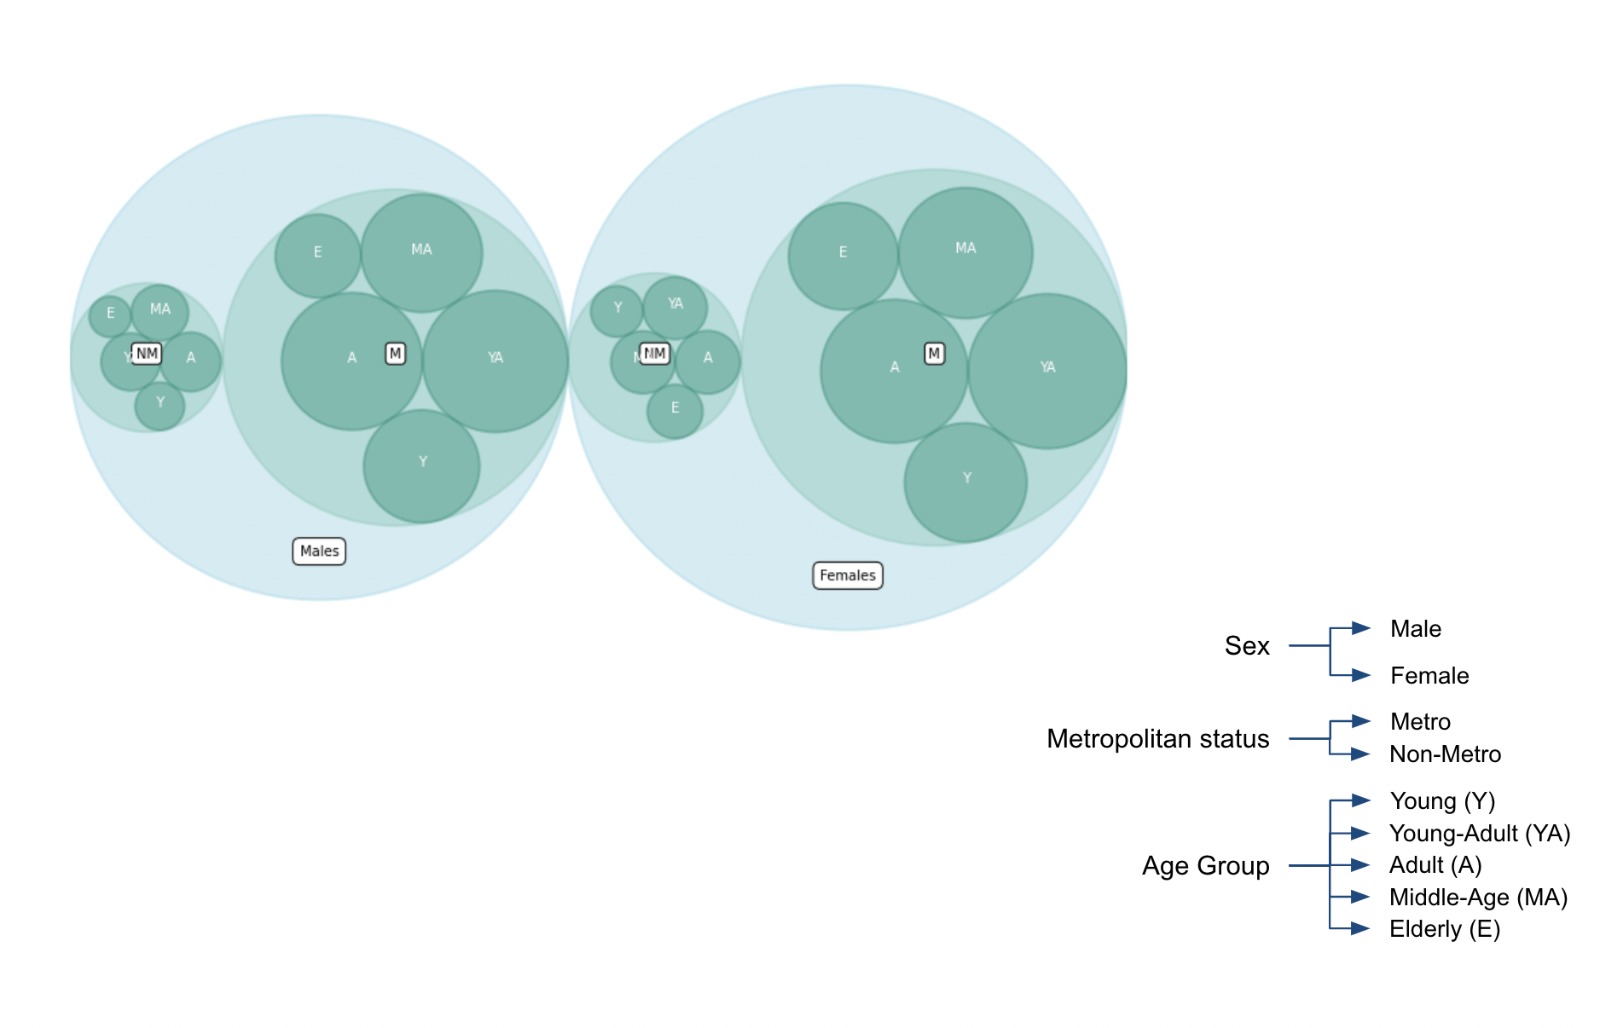 E
MA
A
M
YA
Y
E
MA
NM
A
Y
Males
Y
YA
NM
A
E
E
MA
A
M
YA
Y
Females
Sex
Male
Female
Metropolitan status
Metro
Non-Metro
Age Group
Young (Y)
Young-Adult (YA)
Adult (A)
Middle-Age (MA)
Elderly (E)